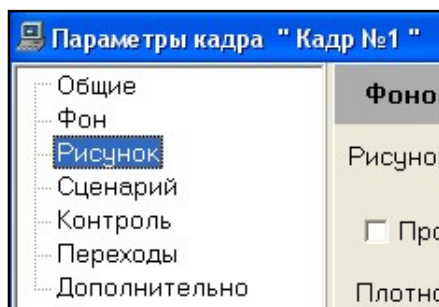 Параметры кадра " Кадр №1 "
Общие
Фон
Рисунок
Сценарий
Контроль
Переходы
Дополнительно